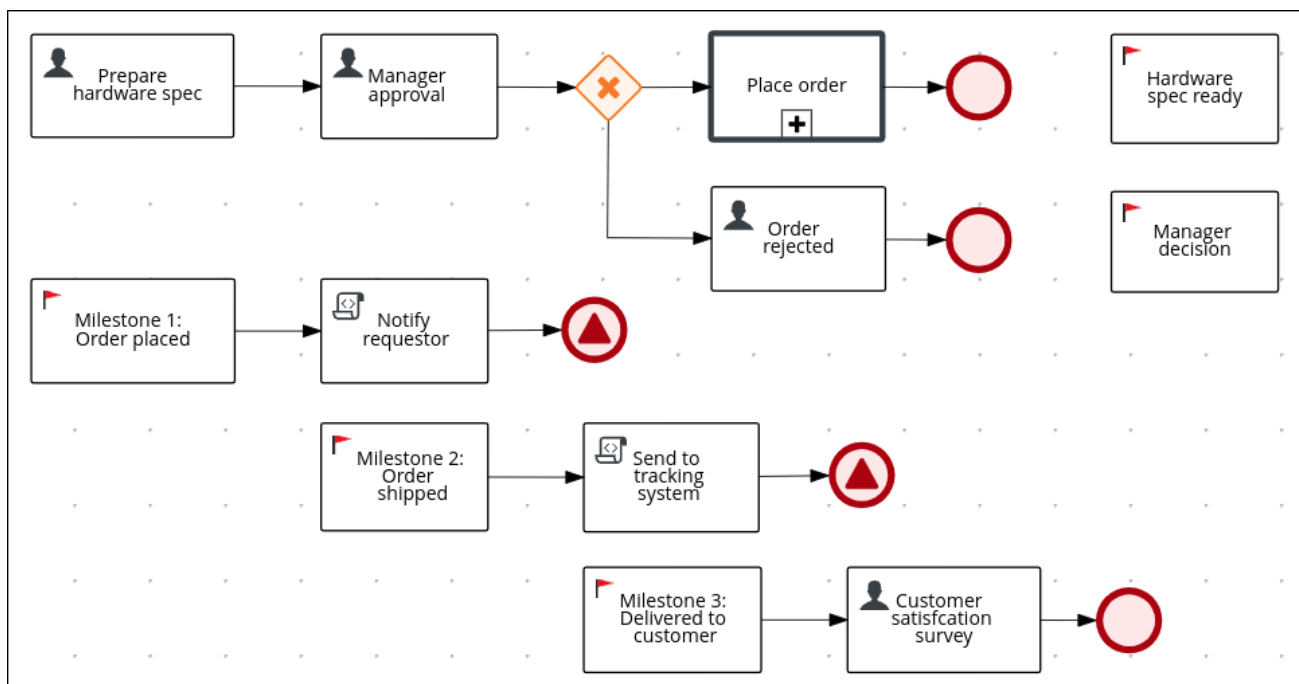 Prepare
hardware spec
Manager
approval
Place order
Hardware
spec ready
Order
rejected
Manager
decision
Milestone 1:
Order placed
Notify
requestor
Milestone 2:
Order
shipped
Send to
tracking
system
Milestone 3:
Delivered to
customer
Customer
satisfcation
survey